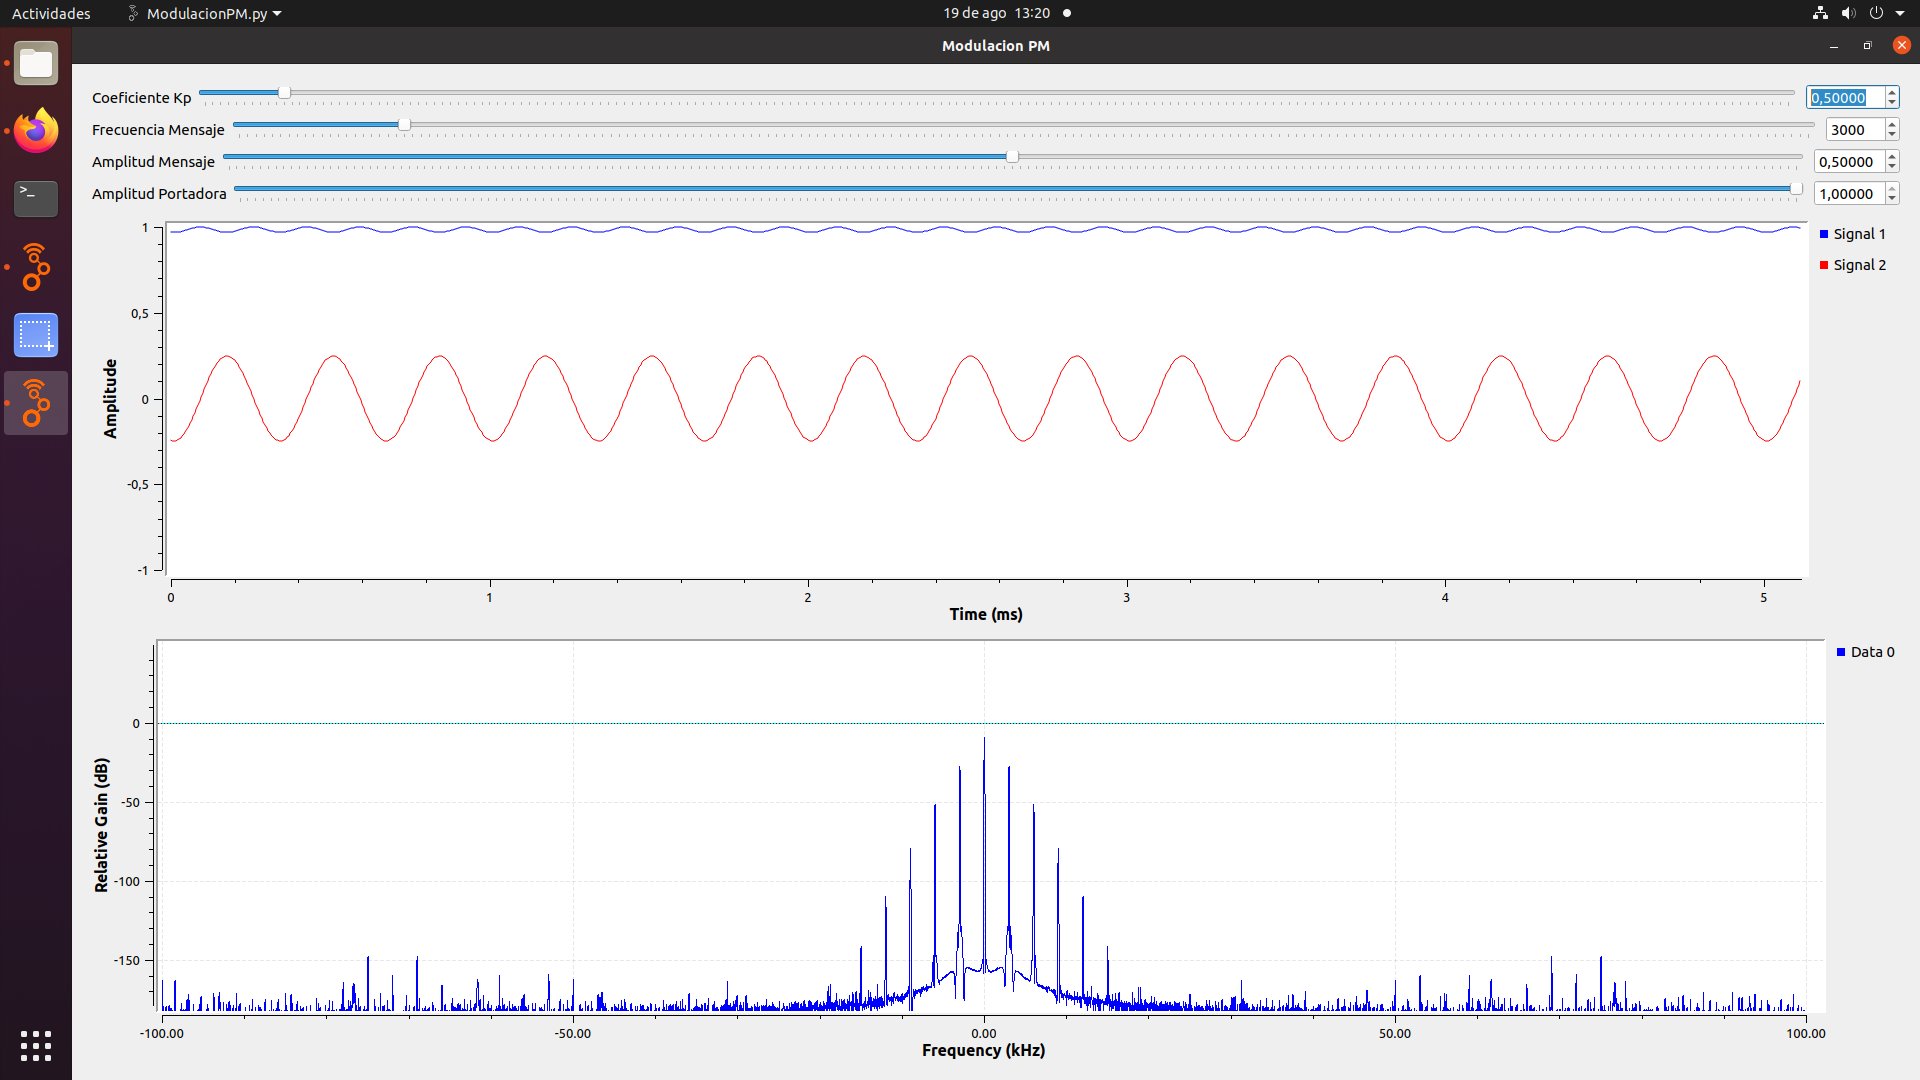 Actividades ModulacionPM.py 19 de ago 13:20
Modulacion PM
Coeficiente Kp 0,50000
Frecuencia Mensaje 3000
Amplitud Mensaje 0,50000
Amplitud Portadora 1,00000
Signal 1
Signal 2
1
0,5
0
-0,5
-1
Amplitude
0 1 2 3 4 5
Time (ms)
Data 0
0
-50
-100
-150
Relative Gain (dB)
-100.00 -50.00 0.00 50.00 100.00
Frequency (kHz)